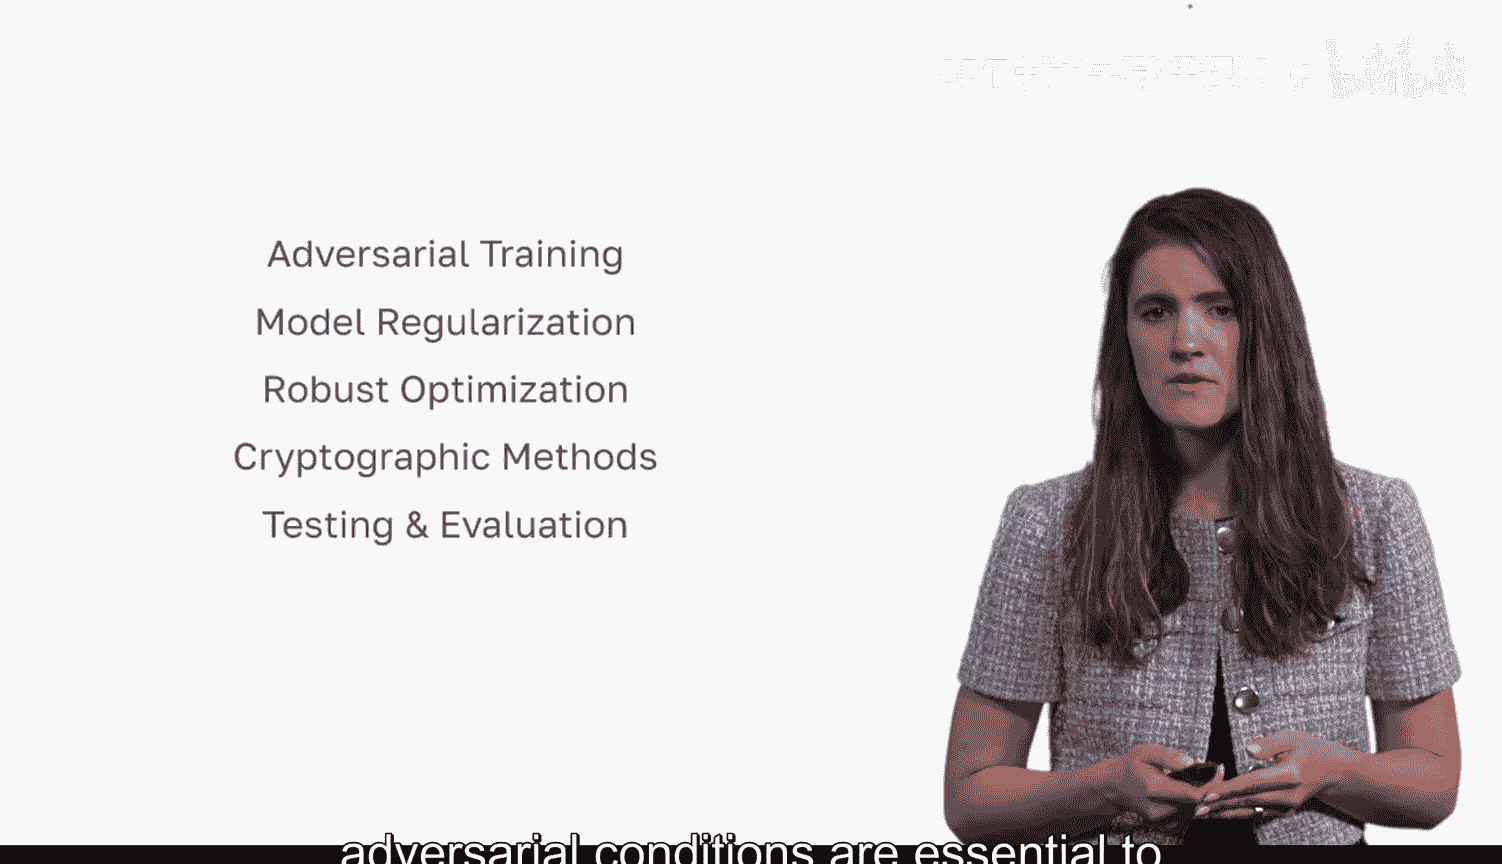 Adversarial Training
Model Regularization
Robust Optimization
Cryptographic Methods
Testing & Evaluation
adversarial conditions are essential to